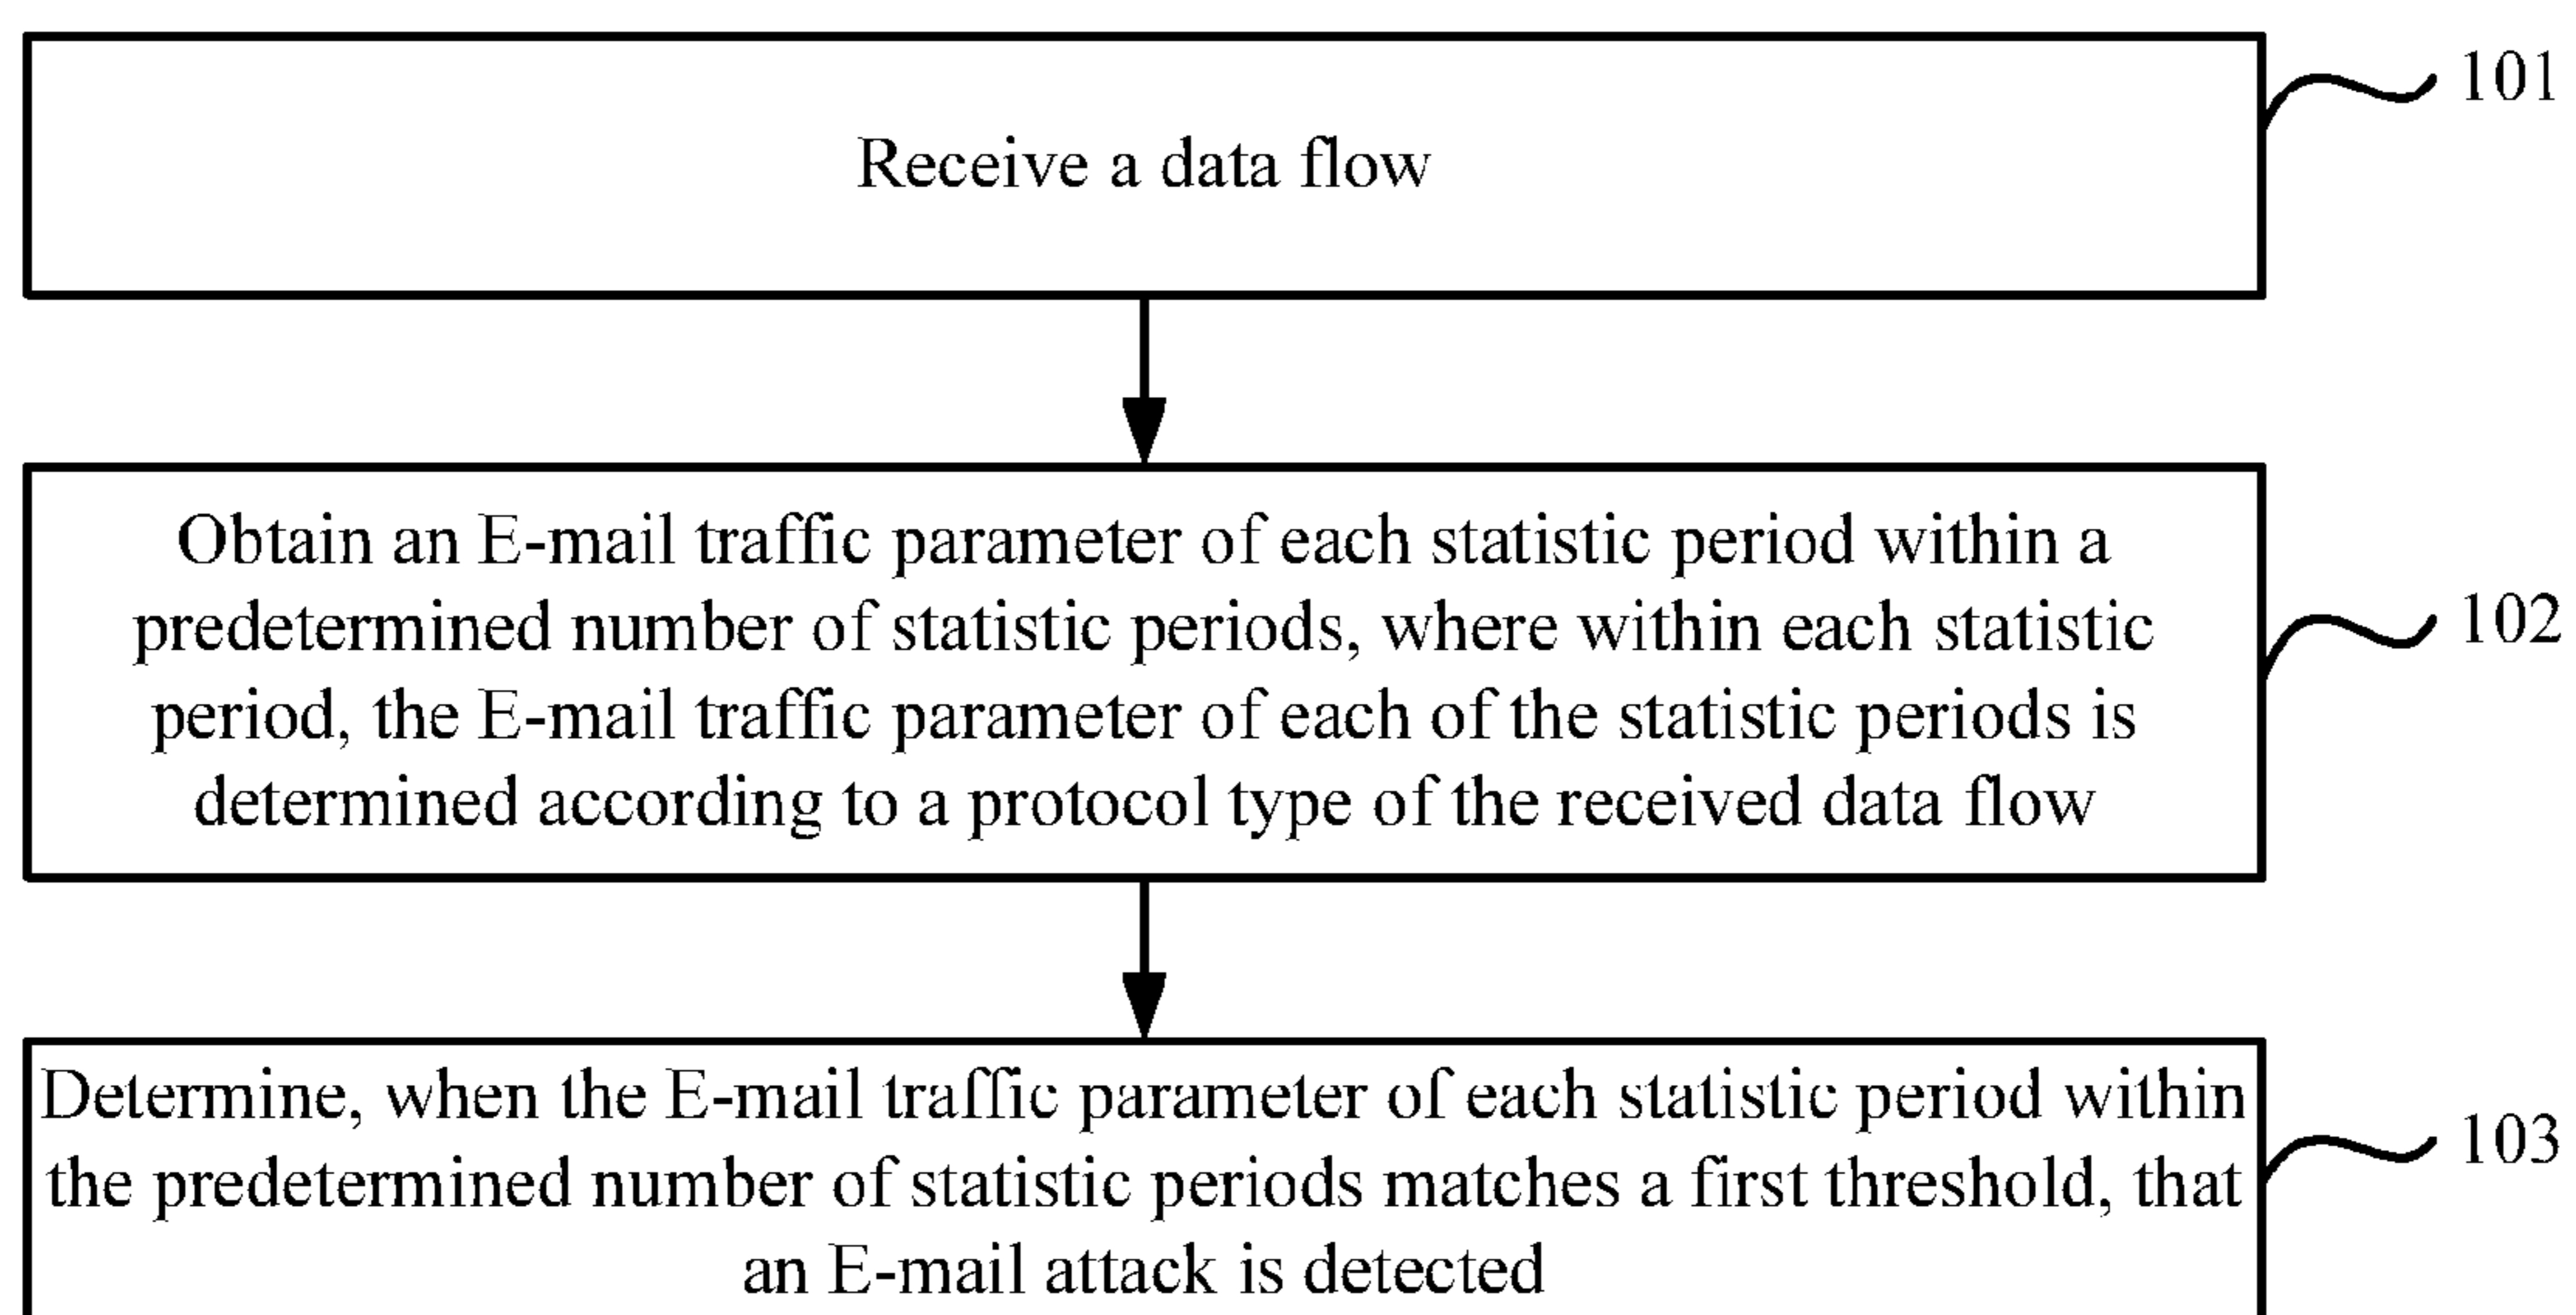 Receive a data flow
101
Obtain an E-mail traffic parameter of each statistic period within a
predetermined number of statistic periods, where within each statistic
period, the E-mail traffic parameter of each of the statistic periods is
determined according to a protocol type of the received data flow
102
Determine, when the E-mail traffic parameter of each statistic period within
the predetermined number of statistic periods matches a first threshold, that
an E-mail attack is detected
103